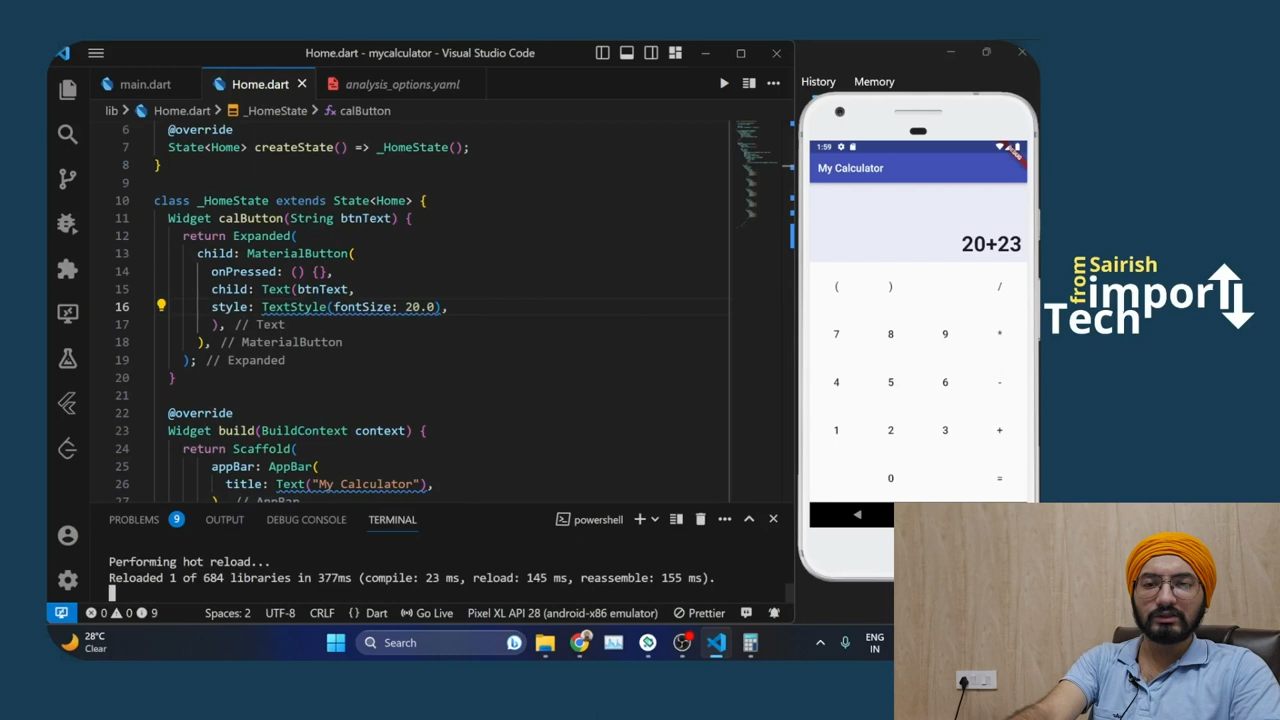 Home.dart - mycalculator - Visual Studio Code
main.dart
Home.dart
analysis_options.yaml
lib > Home.dart > _HomeState > calButton
6 @override
7 State<Home> createState() => _HomeState();
8 }
9
10 class _HomeState extends State<Home> {
11 Widget calButton(String btnText) {
12 return Expanded(
13 child: MaterialButton(
14 onPressed: () {},
15 child: Text(btnText,
16 style: TextStyle(fontSize: 20.0),
17 ), // Text
18 ), // MaterialButton
19 ); // Expanded
20 }
21
22 @override
23 Widget build(BuildContext context) {
24 return Scaffold(
25 appBar: AppBar(
26 title: Text("My Calculator"),
27 ) // AppBar
PROBLEMS 9 OUTPUT DEBUG CONSOLE TERMINAL
powershell
Performing hot reload...
Reloaded 1 of 684 libraries in 377ms (compile: 23 ms, reload: 145 ms, reassemble: 155 ms).
0 0 9 Spaces: 2 UTF-8 CRLF {} Dart Go Live Pixel XL API 28 (android-x86 emulator) Prettier
28°C
Clear
Search
ENG
IN
History Memory
1:59
My Calculator
20+23
( ) /
7 8 9 *
4 5 6 -
1 2 3 +
0 =
from
Sairish
import
Tech